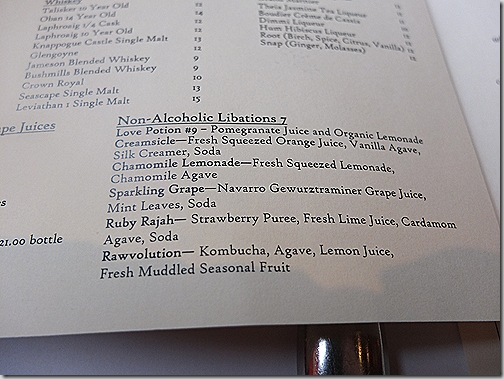 Whiskey
Talisker 10 Year Old
Oban 14 Year Old 14
Laphroaig 1/4 Cask 12
Laphroaig 10 Year Old 12
Knappogue Castle Single Malt 13
Glengoyne 12
Jameson Blended Whiskey 9
Bushmills Blended Whiskey 9
Crown Royal 10
Seascape Single Malt 13
Leviathan 1 Single Malt 15
Theia Jasmine Tea Liqueur
Boudier Crème de Cassis
Dimmi Liqueur
Hum Hibiscus Liqueur
Root (Birch, Spice, Citrus, Vanilla)
Snap (Ginger, Molasses)
ape Juices
es
21.00 bottle
Non-Alcoholic Libations 7
Love Potion #9 – Pomegranate Juice and Organic Lemonade
Creamsicle—Fresh Squeezed Orange Juice, Vanilla Agave,
Silk Creamer, Soda
Chamomile Lemonade—Fresh Squeezed Lemonade,
Chamomile Agave
Sparkling Grape—Navarro Gewurztraminer Grape Juice,
Mint Leaves, Soda
Ruby Rajah— Strawberry Puree, Fresh Lime Juice, Cardamom
Agave, Soda
Rawvolution— Kombucha, Agave, Lemon Juice,
Fresh Muddled Seasonal Fruit